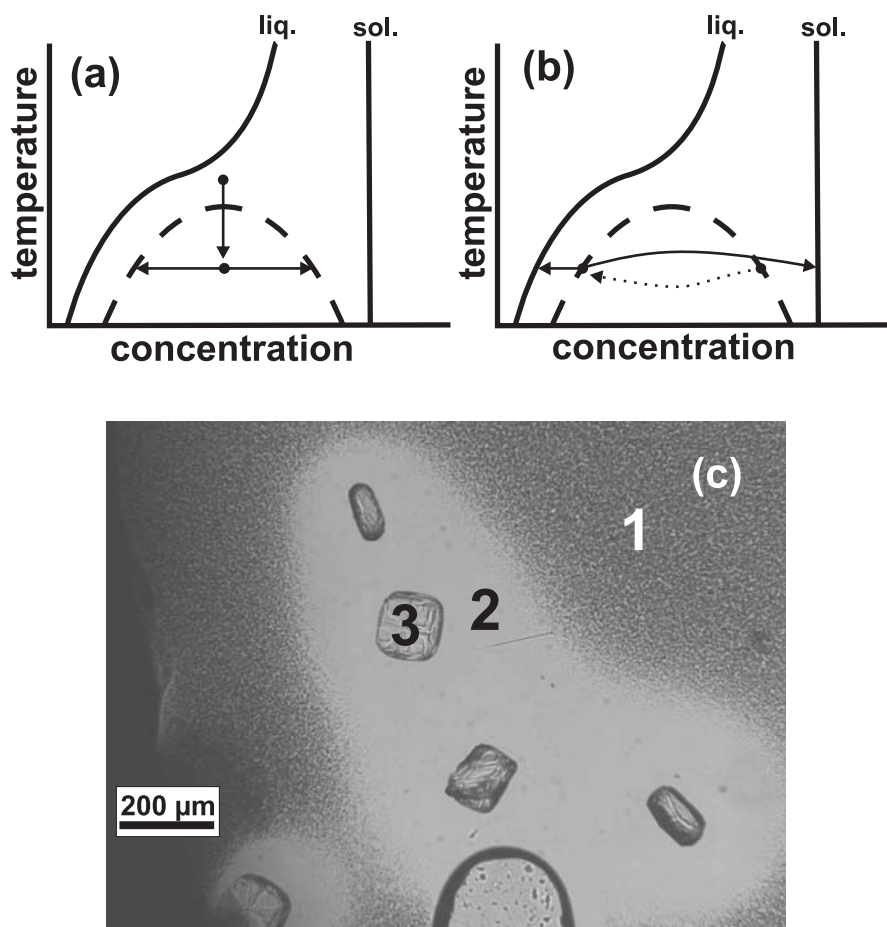 liq. sol.
(a)
temperature
concentration
liq. sol.
(b)
temperature
concentration
(c)
1
2
3
200 µm